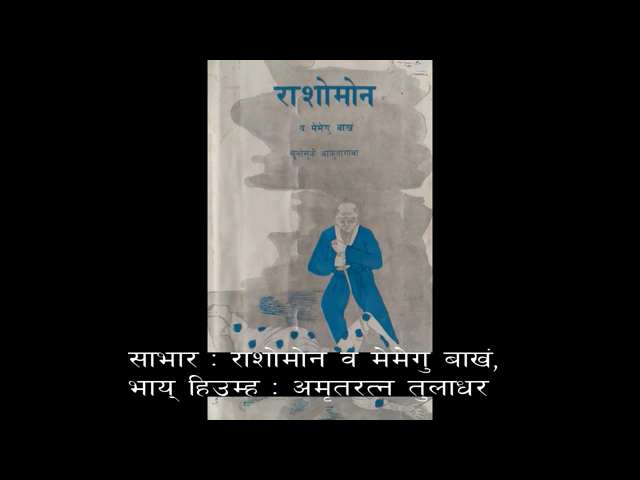 राशोमोन
व मेमेगु बाखं
साभार : राशोमोन व मेमेगु बाखं,
भाय् हिउम्ह : अमृतरत्न तुलाधर